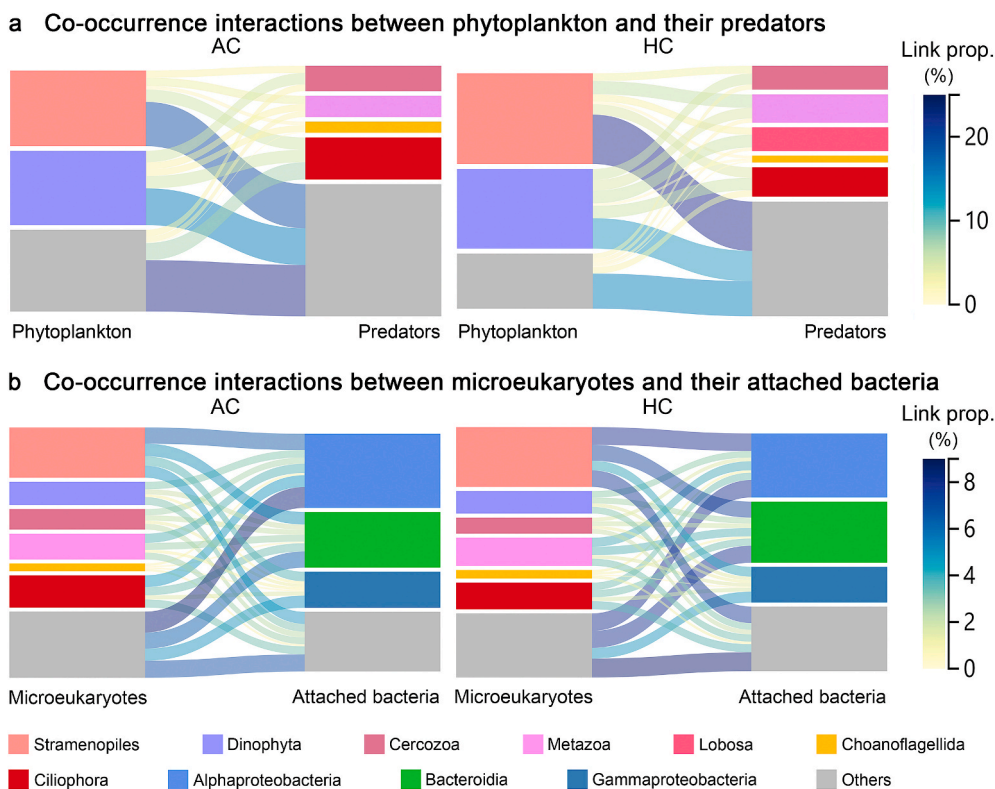 a Co-occurrence interactions between phytoplankton and their predators
AC
HC
Link prop.
(%)
20
10
0
Phytoplankton
Predators
Phytoplankton
Predators
b Co-occurrence interactions between microeukaryotes and their attached bacteria
AC
HC
Link prop.
(%)
8
6
4
2
0
Microeukaryotes
Attached bacteria
Microeukaryotes
Attached bacteria
Stramenopiles
Dinophyta
Cercozoa
Metazoa
Lobosa
Choanoflagellida
Ciliophora
Alphaproteobacteria
Bacteroidia
Gammaproteobacteria
Others